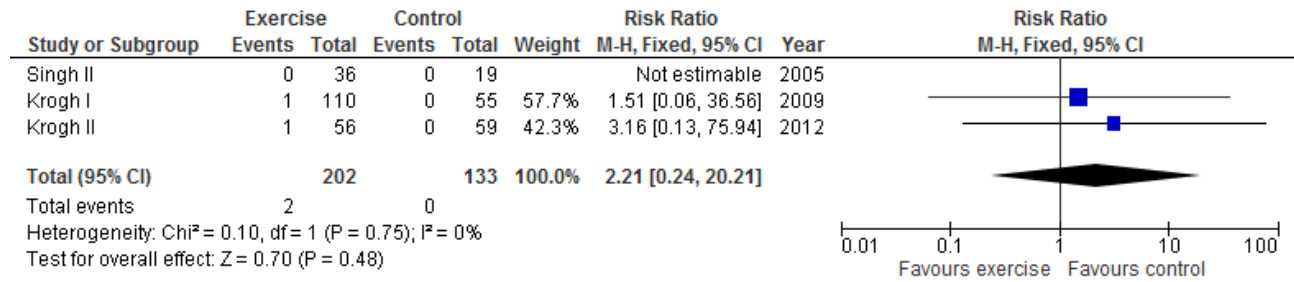 Exercise Control Risk Ratio Risk Ratio
Study or Subgroup Events Total Events Total Weight M-H, Fixed, 95% CI Year M-H, Fixed, 95% CI
Singh II 0 36 0 19 Not estimable 2005
Krogh I 1 110 0 55 57.7% 1.51 [0.06, 36.56] 2009
Krogh II 1 56 0 59 42.3% 3.16 [0.13, 75.94] 2012
Total (95% CI) 202 133 100.0% 2.21 [0.24, 20.21]
Total events 2 0
Heterogeneity: Chi² = 0.10, df = 1 (P = 0.75); I² = 0%
Test for overall effect: Z = 0.70 (P = 0.48)
0.01 0.1 1 10 100
Favours exercise Favours control